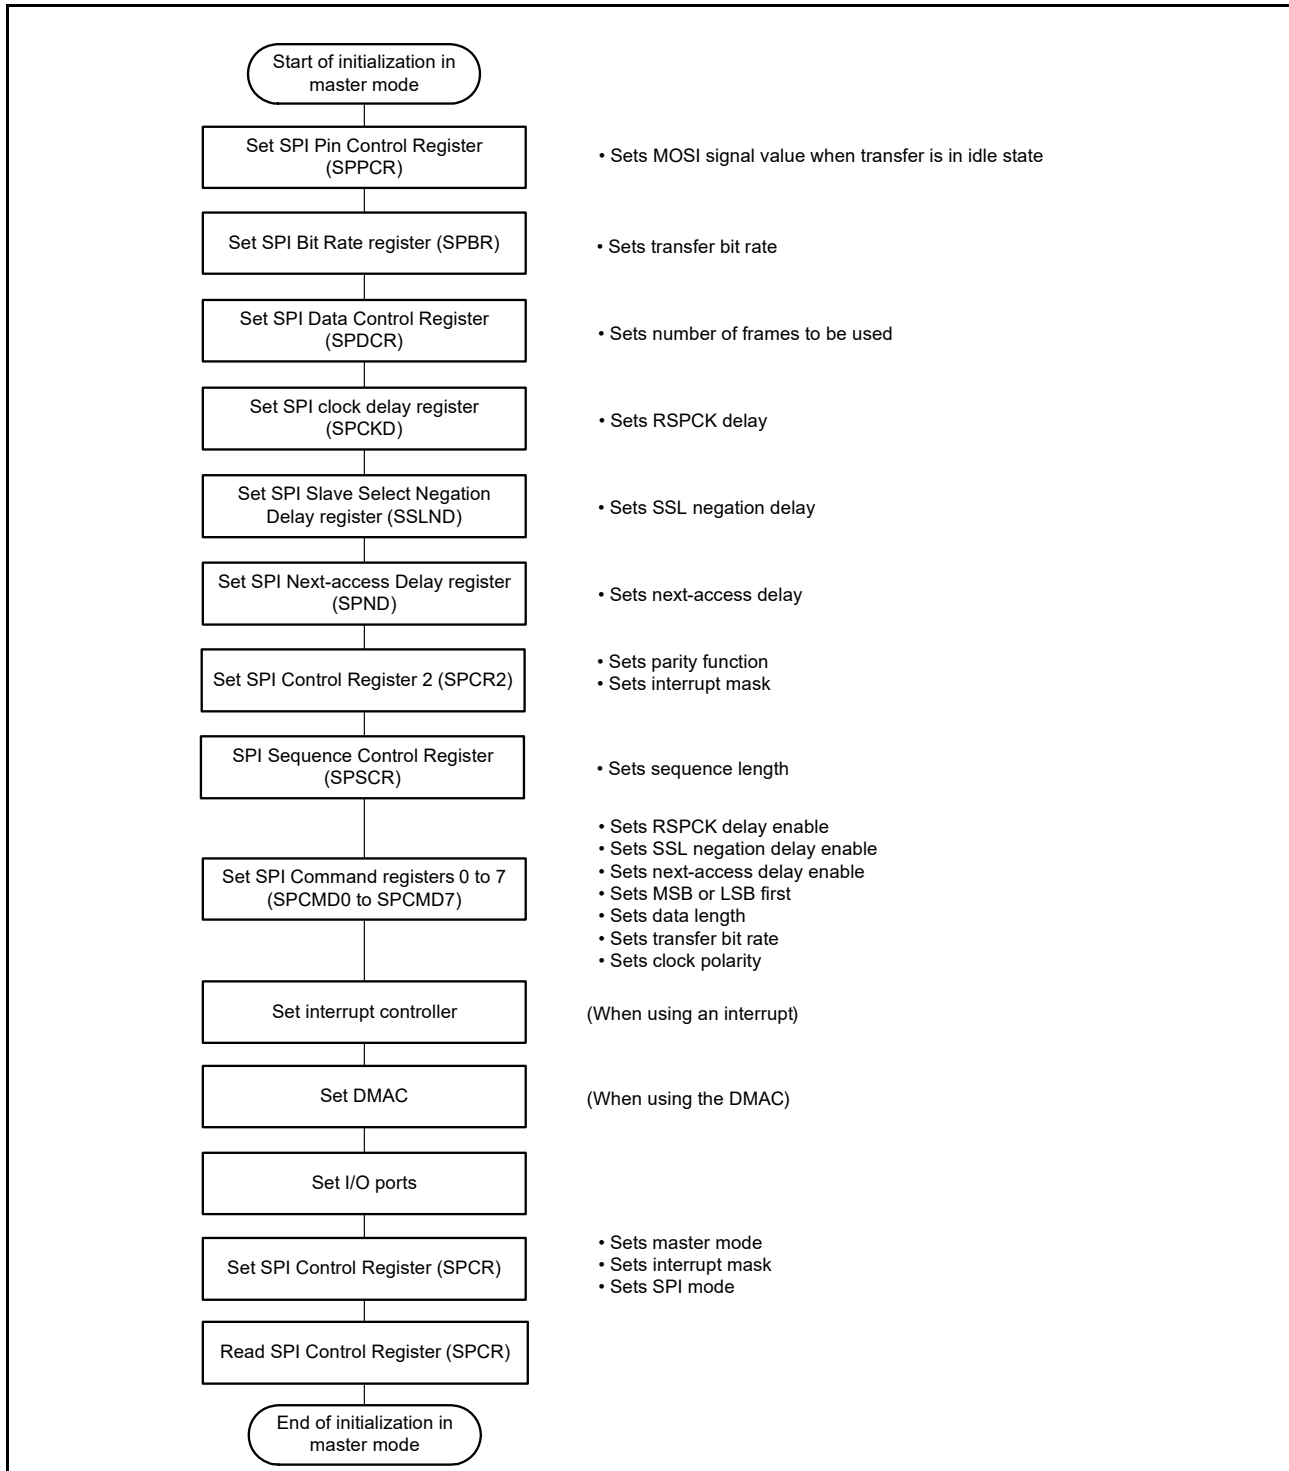 Start of initialization in
master mode
Set SPI Pin Control Register
(SPPCR)
• Sets MOSI signal value when transfer is in idle state
Set SPI Bit Rate register (SPBR)
• Sets transfer bit rate
Set SPI Data Control Register
(SPDCR)
• Sets number of frames to be used
Set SPI clock delay register
(SPCKD)
• Sets RSPCK delay
Set SPI Slave Select Negation
Delay register (SSLND)
• Sets SSL negation delay
Set SPI Next-access Delay register
(SPND)
• Sets next-access delay
Set SPI Control Register 2 (SPCR2)
• Sets parity function
• Sets interrupt mask
SPI Sequence Control Register
(SPSCR)
• Sets sequence length
Set SPI Command registers 0 to 7
(SPCMD0 to SPCMD7)
• Sets RSPCK delay enable
• Sets SSL negation delay enable
• Sets next-access delay enable
• Sets MSB or LSB first
• Sets data length
• Sets transfer bit rate
• Sets clock polarity
Set interrupt controller
(When using an interrupt)
Set DMAC
(When using the DMAC)
Set I/O ports
Set SPI Control Register (SPCR)
• Sets master mode
• Sets interrupt mask
• Sets SPI mode
Read SPI Control Register (SPCR)
End of initialization in
master mode